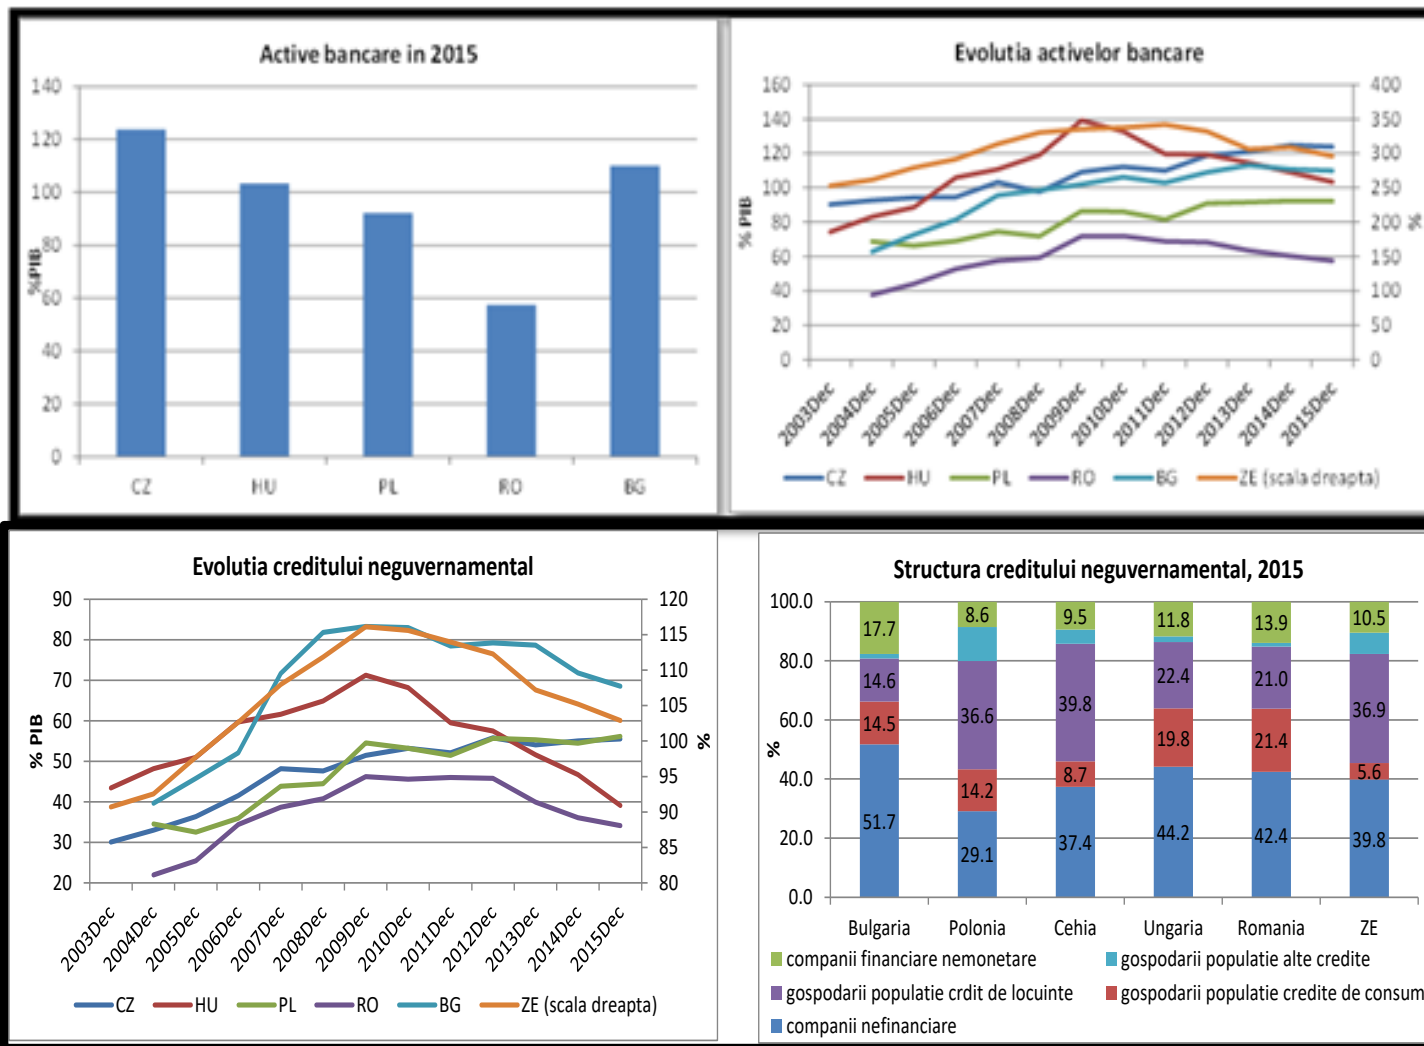 Active bancare in 2015
140
120
100
80
60
40
20
0
%PIB
CZ HU PL RO BG
Evolutia activelor bancare
160
140
120
100
80
60
40
20
0
% PIB
400
350
300
250
200
150
100
50
0
%
2003Dec 2004Dec 2005Dec 2006Dec 2007Dec 2008Dec 2009Dec 2010Dec 2011Dec 2012Dec 2013Dec 2014Dec 2015Dec
CZ HU PL RO BG ZE (scala dreapta)
Evolutia creditului neguvernamental
90
80
70
60
50
40
30
20
% PIB
120
115
110
105
100
95
90
85
80
%
2003Dec 2004Dec 2005Dec 2006Dec 2007Dec 2008Dec 2009Dec 2010Dec 2011Dec 2012Dec 2013Dec 2014Dec 2015Dec
CZ HU PL RO BG ZE (scala dreapta)
Structura creditului neguvernamental, 2015
100.0
80.0
60.0
40.0
20.0
0.0
%
17.7 8.6 9.5 11.8 13.9 10.5
14.6 36.6 39.8 22.4 21.0 36.9
14.5 14.2 8.7 19.8 21.4 5.6
51.7 29.1 37.4 44.2 42.4 39.8
Bulgaria Polonia Cehia Ungaria Romania ZE
companii financiare nemonetare gospodarii populatie alte credite
gospodarii populatie crdit de locuinte gospodarii populatie credite de consum
companii nefinanciare